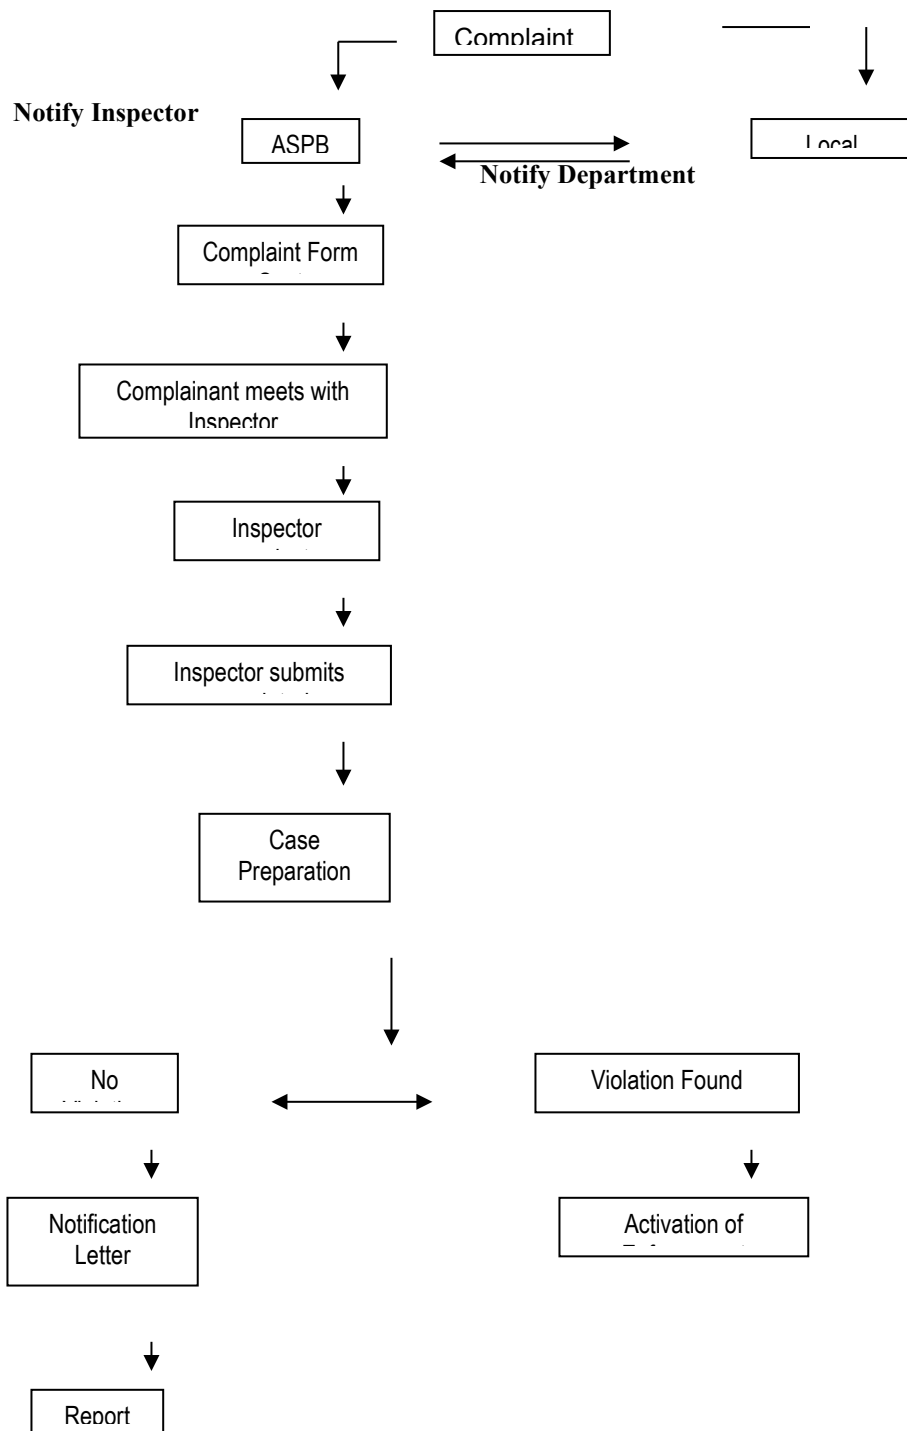 Complaint
Notify Inspector
ASPB
Local
Notify Department
Complaint Form
Complainant meets with
Inspector
Inspector
Inspector submits
Case
Preparation
No
Violation Found
Notification
Letter
Activation of
Report